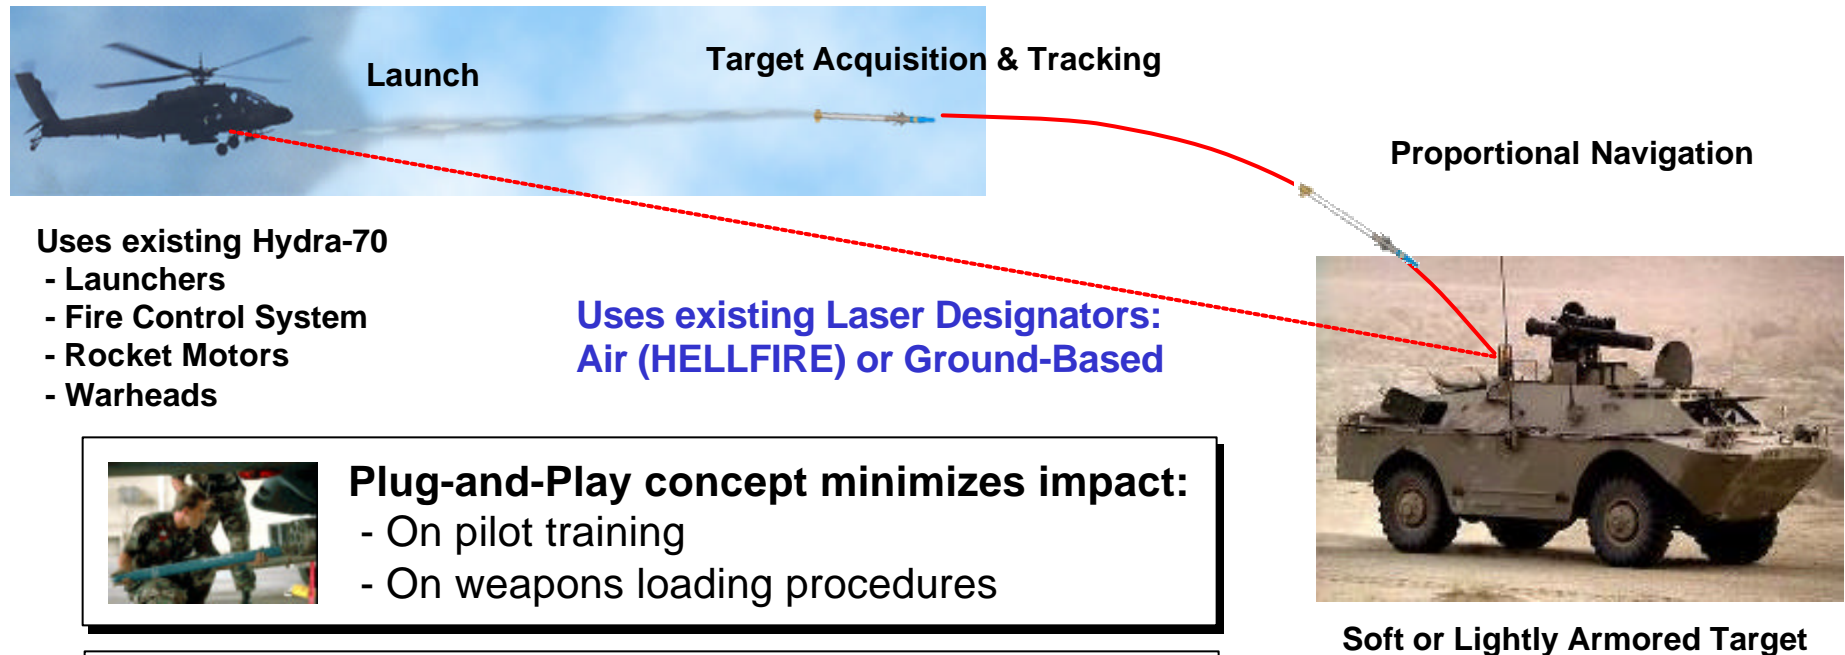 Launch
Target Acquisition & Tracking
Proportional Navigation
Uses existing Hydra-70
- Launchers
- Fire Control System
- Rocket Motors
- Warheads
Uses existing Laser Designators:
Air (HELLFIRE) or Ground-Based
Plug-and-Play concept minimizes impact:
- On pilot training
- On weapons loading procedures
Soft or Lightly Armored Target